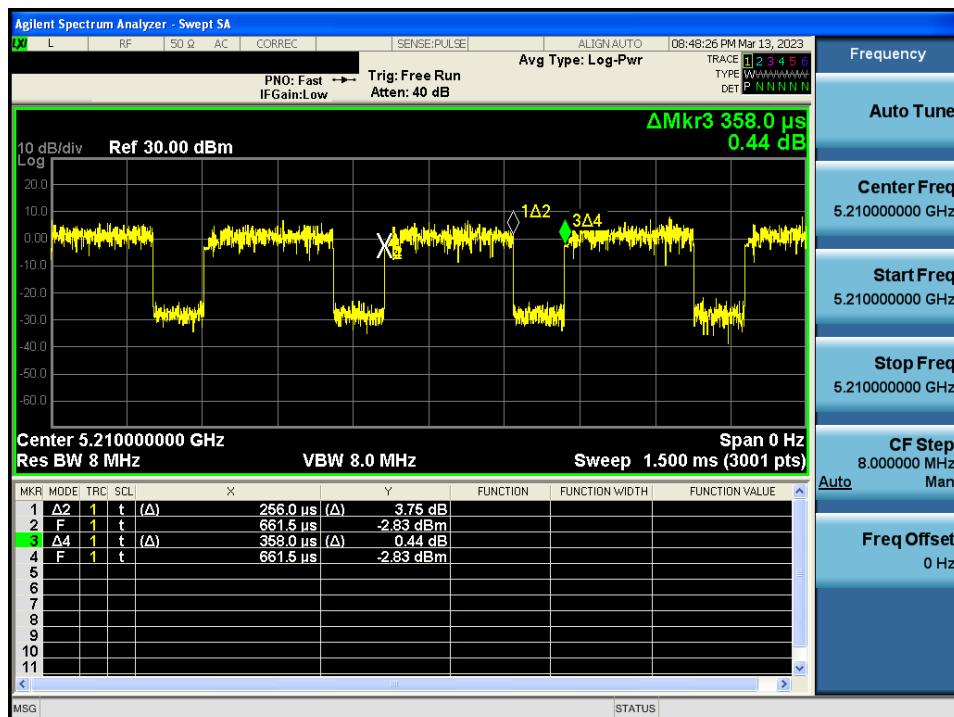 Agilent Spectrum Analyzer - Swept SA
LXI L RF 50 Ω AC CORREC SENSE:PULSE ALIGN AUTO 08:48:26 PM Mar 13, 2023
Avg Type: Log-Pwr
TRACE 1 2 3 4 5 6
PNO: Fast Trig: Free Run
TYPE W
IFGain:Low Atten: 40 dB
DET P N N N N N
ΔMkr3 358.0 µs
0.44 dB
10 dB/div Ref 30.00 dBm
Log
20.0
10.0
0.00
-10.0
-20.0
-30.0
-40.0
-50.0
-60.0
1Δ2
3Δ4
Center 5.210000000 GHz Span 0 Hz
Res BW 8 MHz VBW 8.0 MHz Sweep 1.500 ms (3001 pts)
MKR MODE TRC SCL X Y FUNCTION FUNCTION WIDTH FUNCTION VALUE
1 Δ2 1 t (Δ) 256.0 µs (Δ) 3.75 dB
2 F 1 t 661.5 µs -2.83 dBm
3 Δ4 1 t (Δ) 358.0 µs (Δ) 0.44 dB
4 F 1 t 661.5 µs -2.83 dBm
5
6
7
8
9
10
11
MSG STATUS
Frequency
Auto Tune
Center Freq
5.210000000 GHz
Start Freq
5.210000000 GHz
Stop Freq
5.210000000 GHz
CF Step
8.000000 MHz
Auto Man
Freq Offset
0 Hz